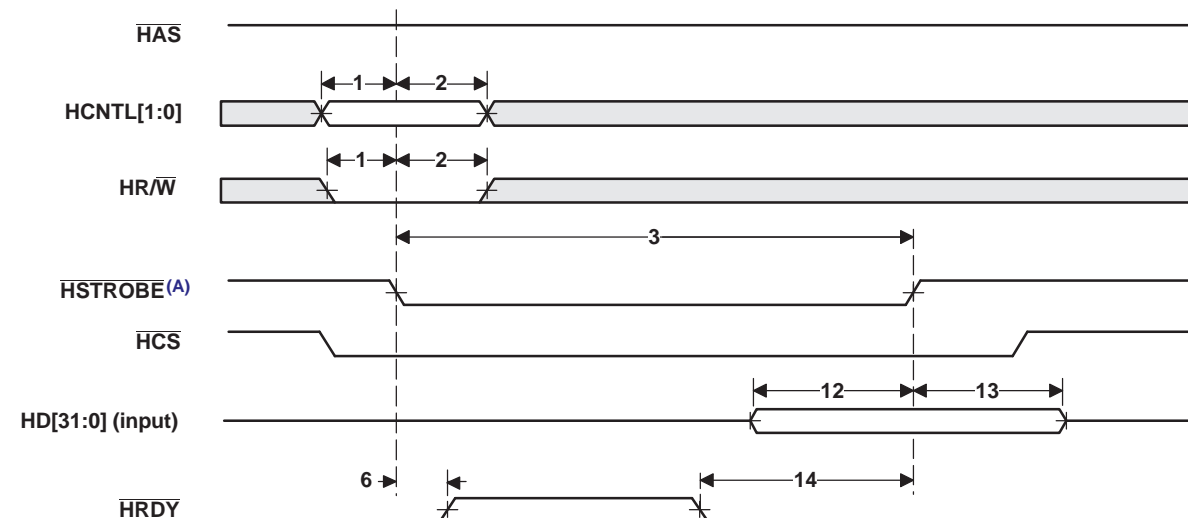 HAS
1 2
HCNTL[1:0]
1 2
HR/W
3
HSTROBE(A)
HCS
12 13
HD[31:0] (input)
6 14
HRDY